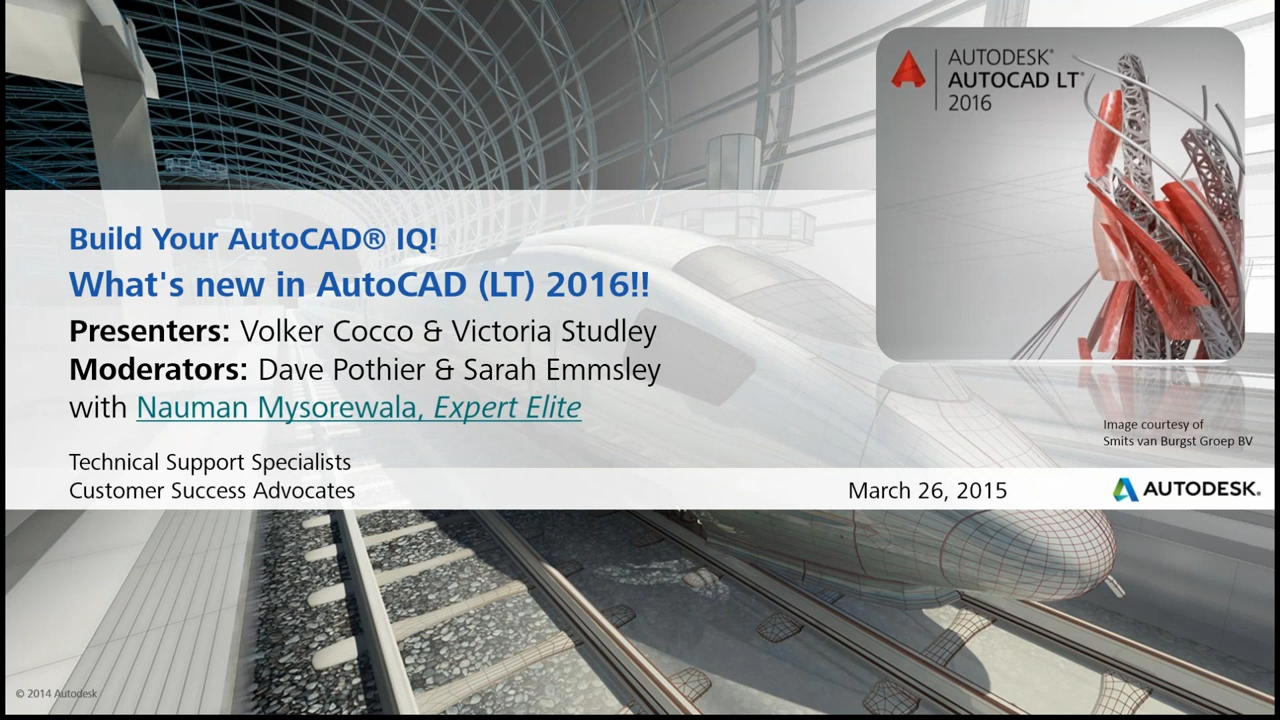 AUTODESK®
AUTOCAD LT®
2016
Build Your AutoCAD® IQ!
What's new in AutoCAD (LT) 2016!!
Presenters: Volker Cocco & Victoria Studley
Moderators: Dave Pothier & Sarah Emmsley
with Nauman Mysorewala, Expert Elite
Image courtesy of
Smits van Burgst Groep BV
Technical Support Specialists
Customer Success Advocates
March 26, 2015
AUTODESK®
© 2014 Autodesk